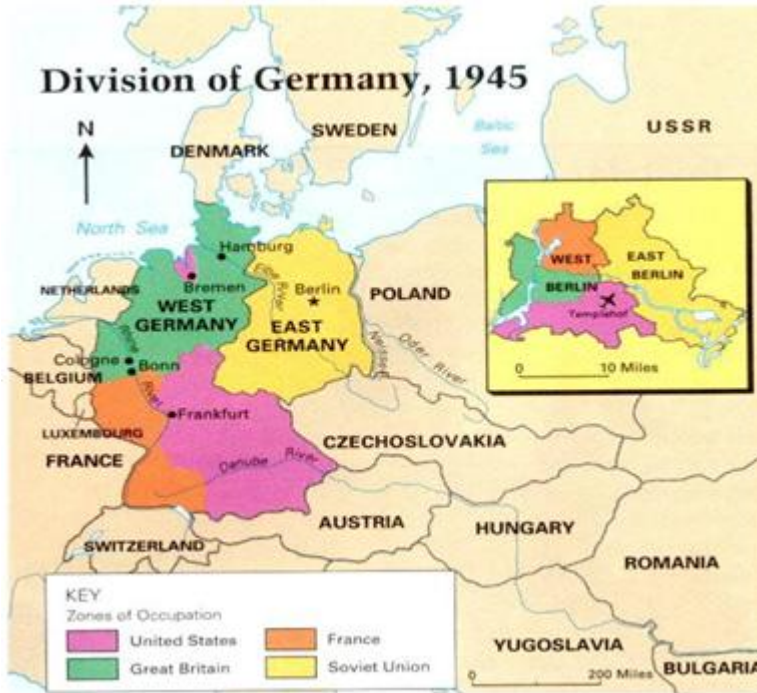 Division of Germany, 1945
N
SWEDEN
Baltic
Sea
USSR
DENMARK
North Sea
Hamburg
Bremen
NETHERLANDS
WEST
GERMANY
Elbe River
Berlin
EAST
GERMANY
POLAND
Neisse
Oder River
Cologne
Bonn
Rhine
River
BELGIUM
Frankfurt
LUXEMBOURG
FRANCE
CZECHOSLOVAKIA
Danube River
AUSTRIA
HUNGARY
SWITZERLAND
ROMANIA
YUGOSLAVIA
BULGARIA
WEST
BERLIN
EAST
BERLIN
Templehof
0 10 Miles
KEY
Zones of Occupation
United States
France
Great Britain
Soviet Union
0 200 Miles